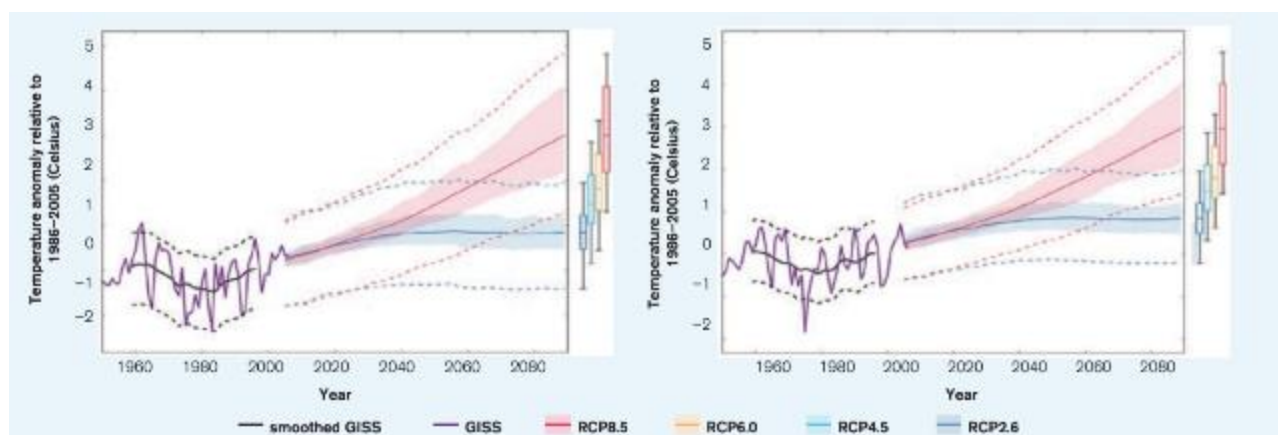 Temperature anomaly relative to
1986–2005 (Celsius)
5
4
3
2
1
0
−1
−2
1960 1980 2000 2020 2040 2060 2080
Year
Temperature anomaly relative to
1986–2005 (Celsius)
5
4
3
2
1
0
−1
−2
1960 1980 2000 2020 2040 2060 2080
Year
smoothed GISS GISS RCP8.5 RCP6.0 RCP4.5 RCP2.6